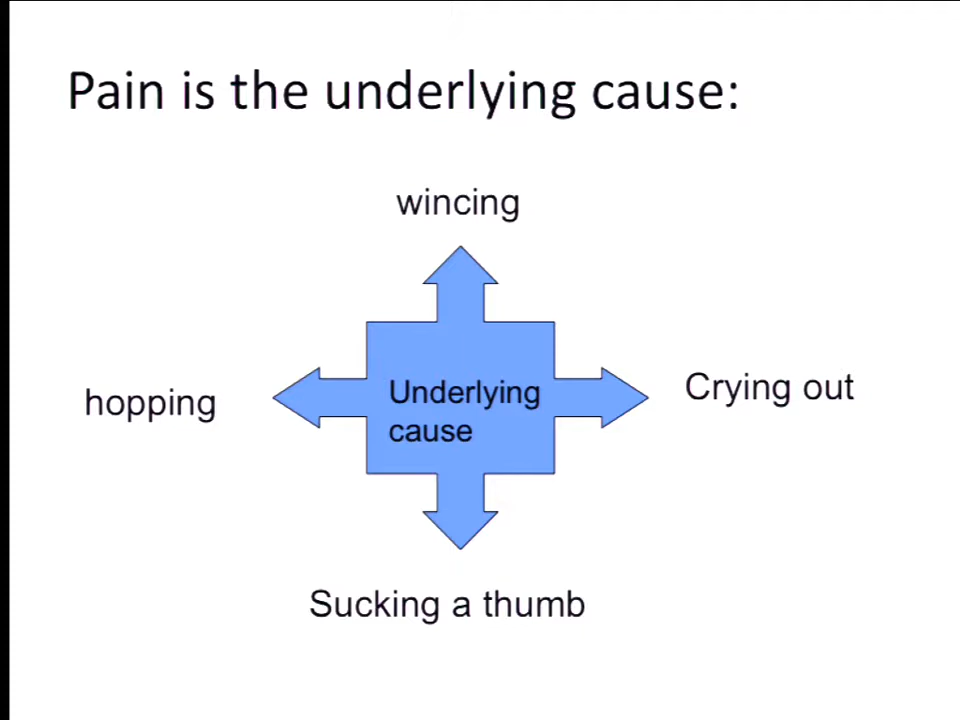 Pain is the underlying cause:
wincing
hopping
Underlying
cause
Crying out
Sucking a thumb